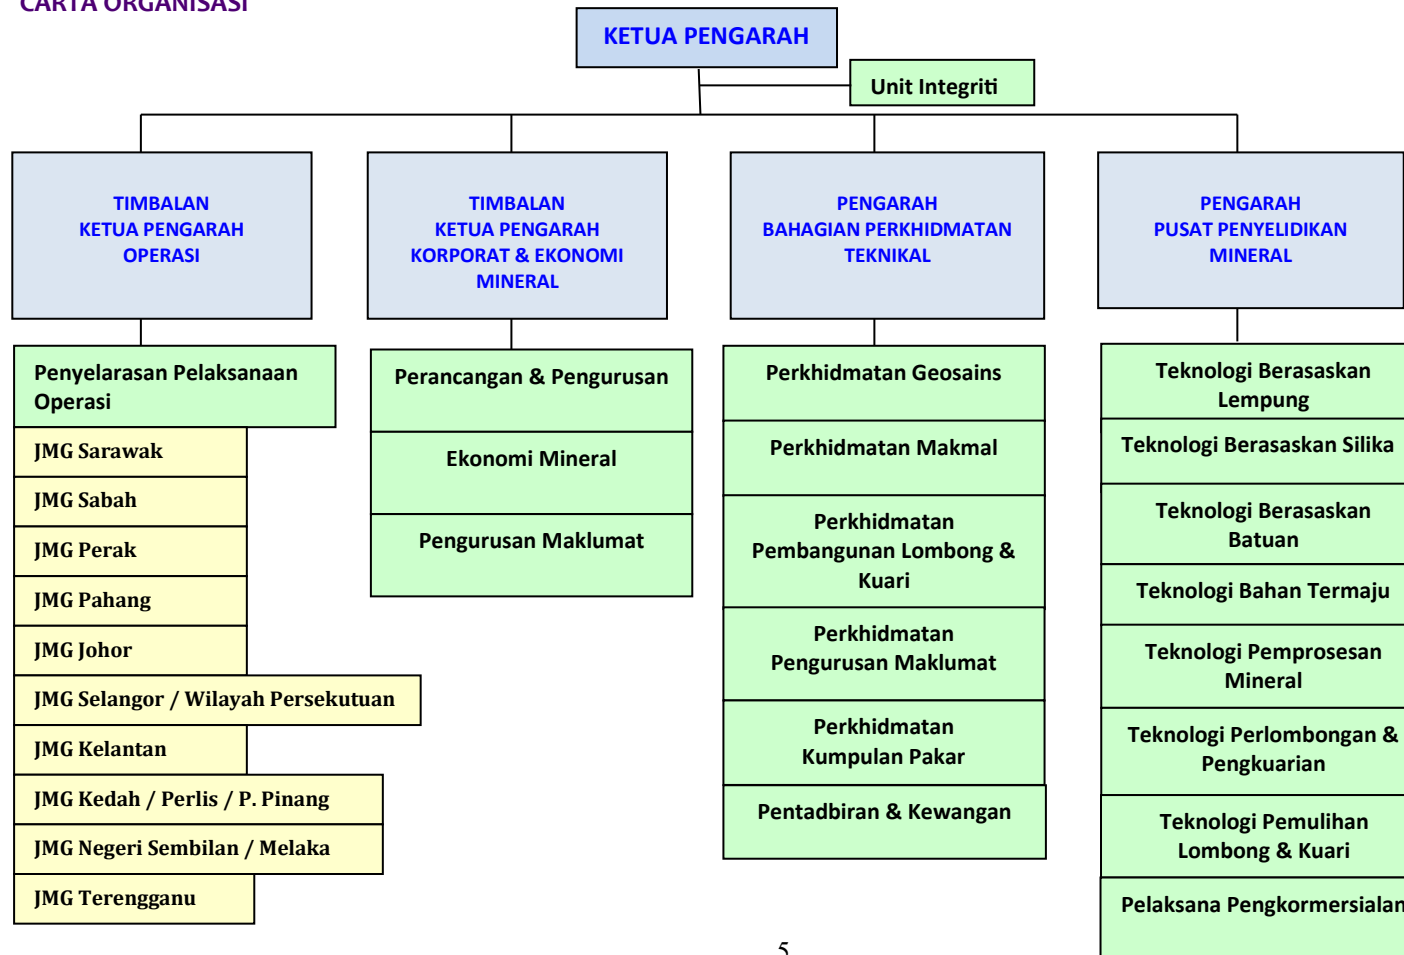 CARTA ORGANISASI
KETUA PENGARAH
Unit Integriti
TIMBALAN
KETUA PENGARAH
OPERASI
TIMBALAN
KETUA PENGARAH
KORPORAT & EKONOMI
MINERAL
PENGARAH
BAHAGIAN PERKHIDMATAN
TEKNIKAL
PENGARAH
PUSAT PENYELIDIKAN
MINERAL
Penyelarasan Pelaksanaan
Operasi
JMG Sarawak
JMG Sabah
JMG Perak
JMG Pahang
JMG Johor
JMG Selangor / Wilayah Persekutuan
JMG Kelantan
JMG Kedah / Perlis / P. Pinang
JMG Negeri Sembilan / Melaka
JMG Terengganu
Perancangan & Pengurusan
Ekonomi Mineral
Pengurusan Maklumat
Perkhidmatan Geosains
Perkhidmatan Makmal
Perkhidmatan
Pembangunan Lombong &
Kuari
Perkhidmatan
Pengurusan Maklumat
Perkhidmatan
Kumpulan Pakar
Pentadbiran & Kewangan
Teknologi Berasaskan
Lempung
Teknologi Berasaskan Silika
Teknologi Berasaskan
Batuan
Teknologi Bahan Termaju
Teknologi Pemprosesan
Mineral
Teknologi Perlombongan &
Pengkuarian
Teknologi Pemulihan
Lombong & Kuari
Pelaksana Pengkormersialan
5